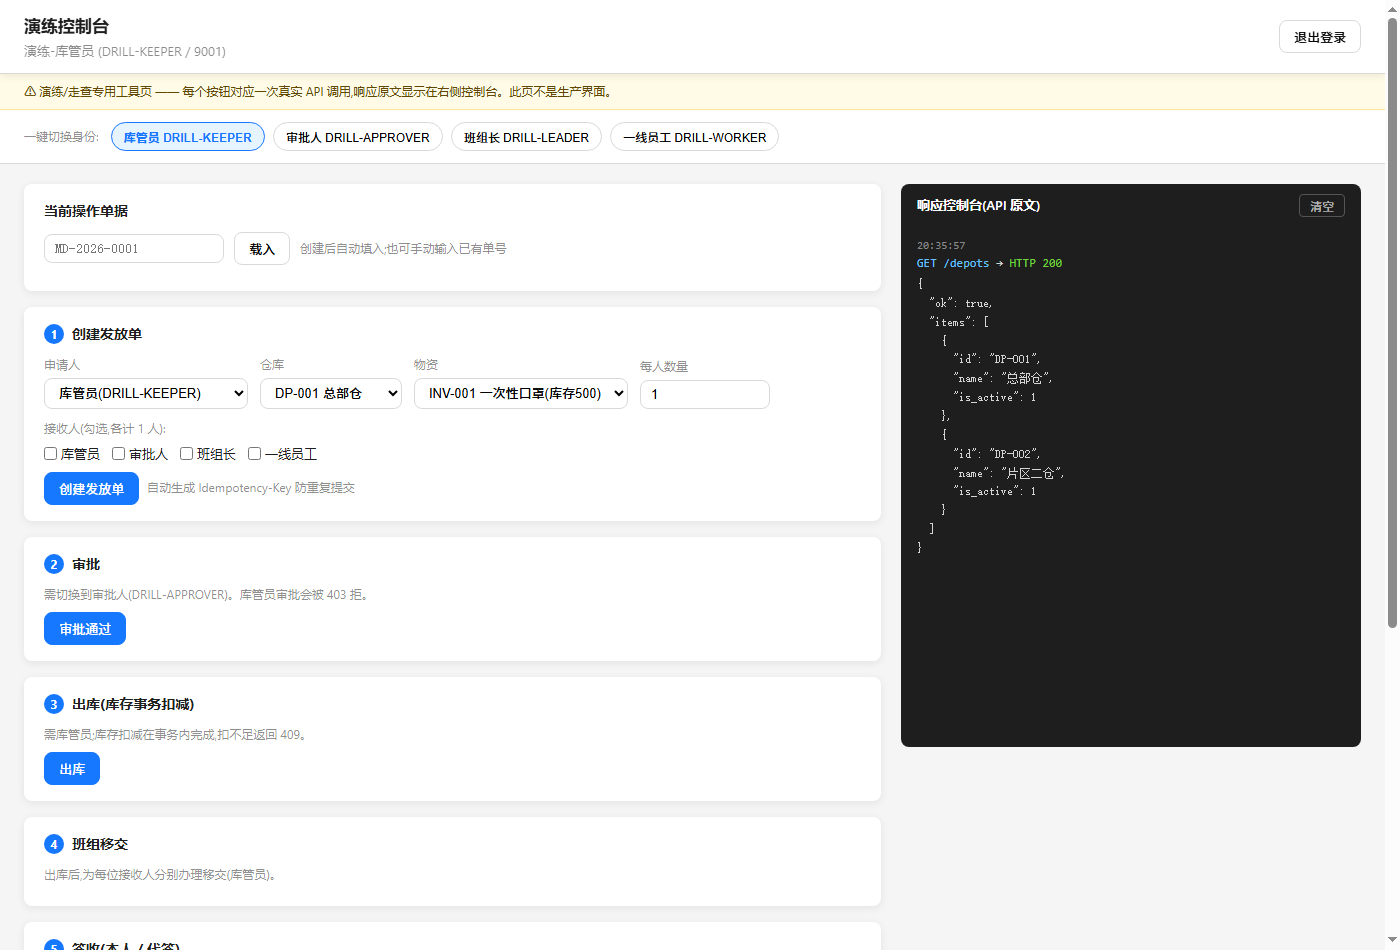 演练控制台
演练-库管员 (DRILL-KEEPER / 9001)
退出登录
⚠ 演练/走查专用工具页 —— 每个按钮对应一次真实 API 调用,响应原文显示在右侧控制台。此页不是生产界面。
一键切换身份:
库管员 DRILL-KEEPER
审批人 DRILL-APPROVER
班组长 DRILL-LEADER
一线员工 DRILL-WORKER
当前操作单据
MD-2026-0001
载入
创建后自动填入;也可手动输入已有单号
1 创建发放单
申请人
仓库
物资
每人数量
库管员(DRILL-KEEPER)
DP-001 总部仓
INV-001 一次性口罩(库存500)
1
接收人(勾选,各计 1 人):
库管员
审批人
班组长
一线员工
创建发放单
自动生成 Idempotency-Key 防重复提交
2 审批
需切换到审批人(DRILL-APPROVER)。库管员审批会被 403 拒。
审批通过
3 出库(库存事务扣减)
需库管员;库存扣减在事务内完成,扣不足返回 409。
出库
4 班组移交
出库后,为每位接收人分别办理移交(库管员)。
5 签收(本人 / 代签)
响应控制台(API 原文)
清空
20:35:57
GET /depots → HTTP 200
{
"ok": true,
"items": [
{
"id": "DP-001",
"name": "总部仓",
"is_active": 1
},
{
"id": "DP-002",
"name": "片区二仓",
"is_active": 1
}
]
}